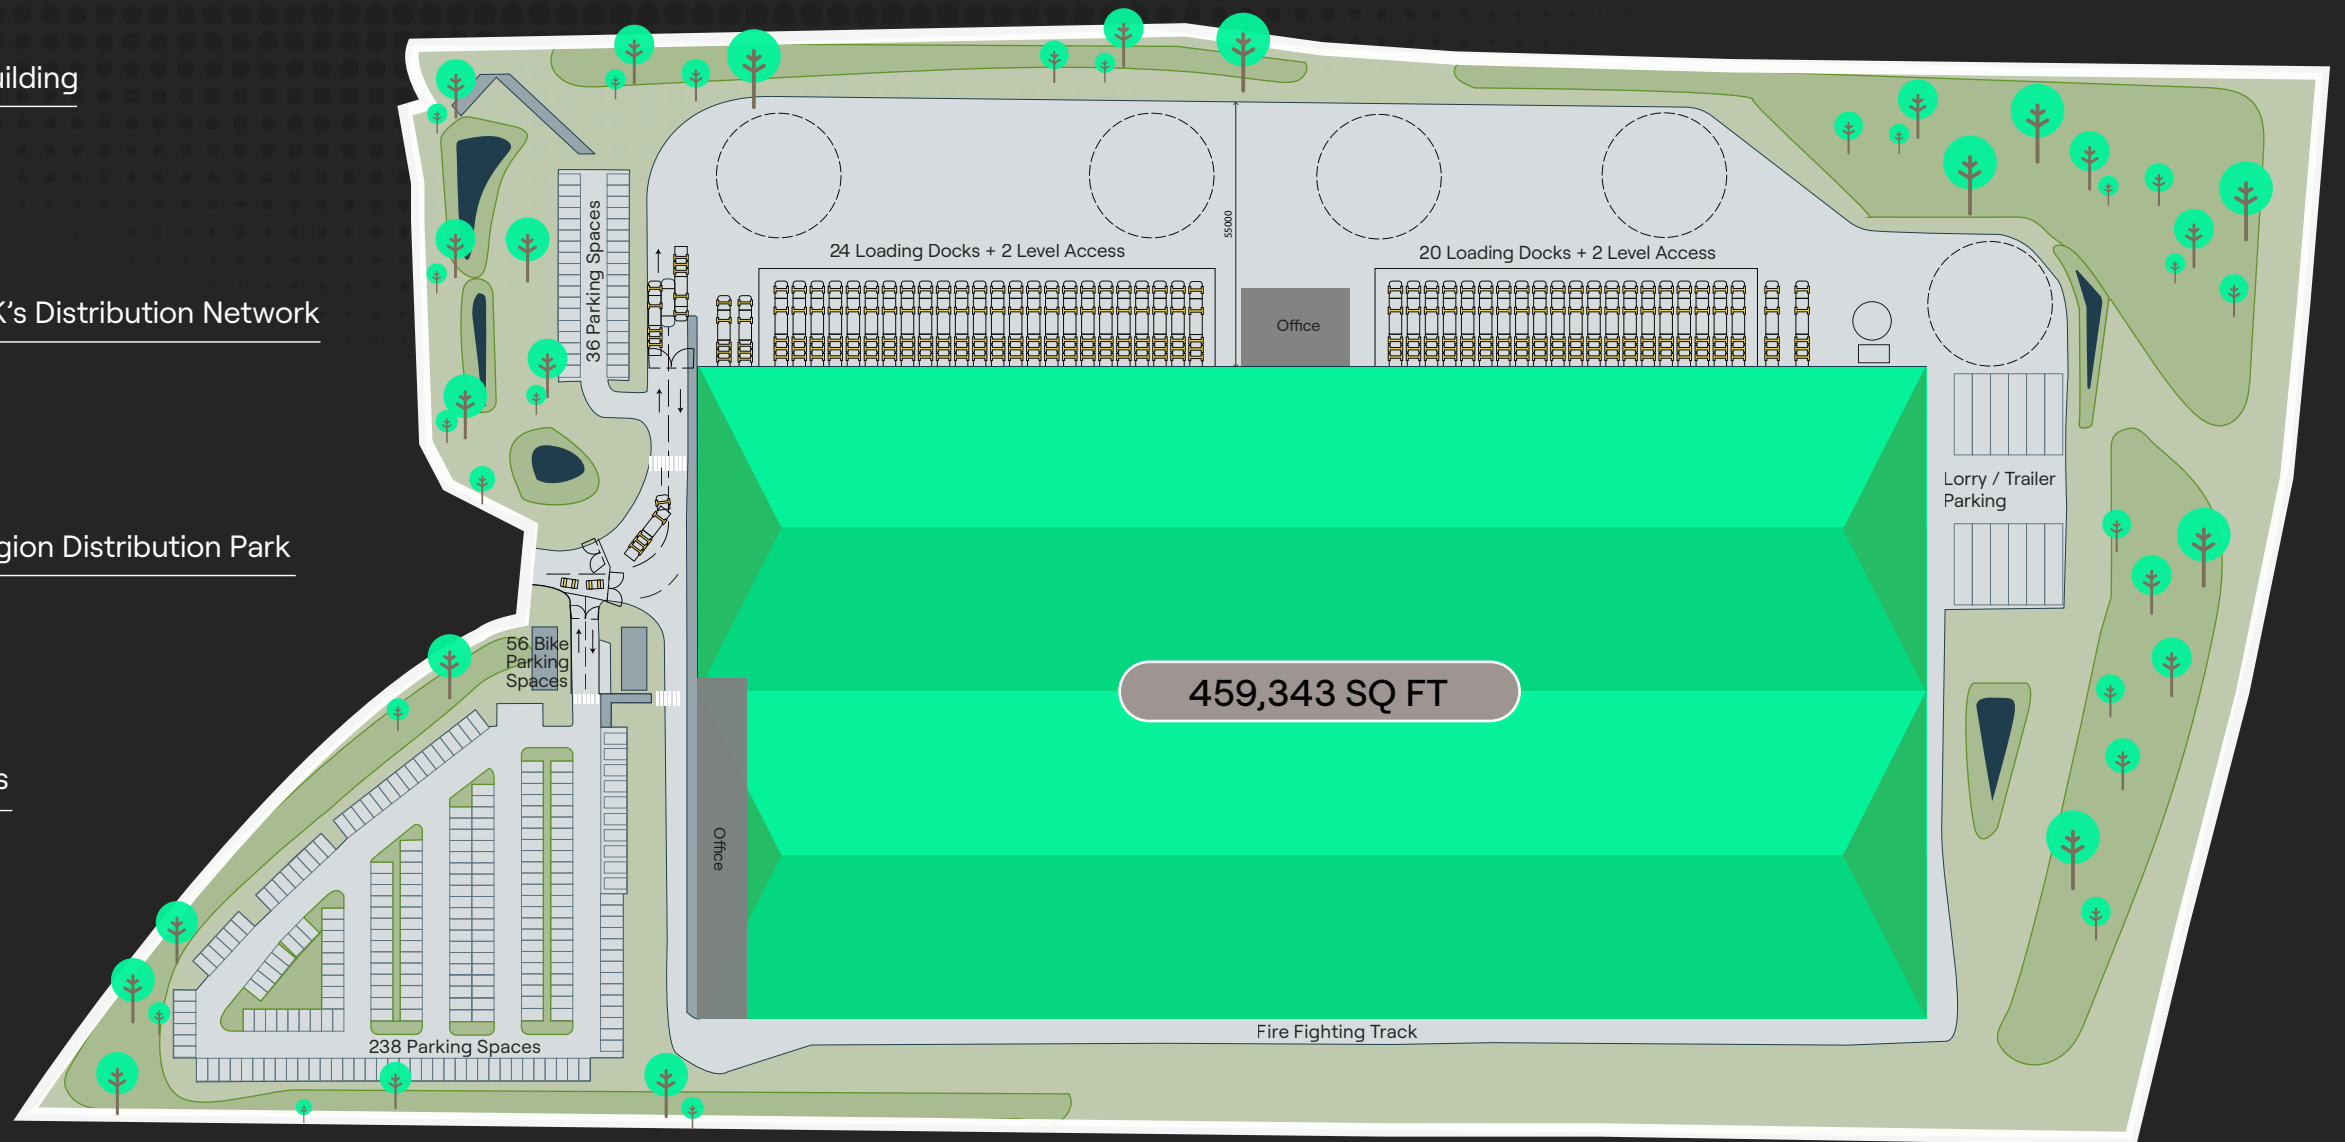 uilding
K's Distribution Network
gion Distribution Park
s
36 Parking Spaces
24 Loading Docks + 2 Level Access
55000
20 Loading Docks + 2 Level Access
Office
Lorry / Trailer
Parking
56 Bike
Parking
Spaces
459,343 SQ FT
Office
Fire Fighting Track
238 Parking Spaces